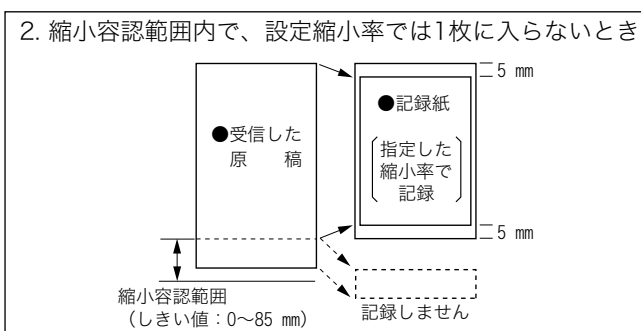 2. 縮小容認範囲内で、設定縮小率では1枚に入らないとき
5 mm
●記録紙
●受信した
原　稿
指定した
縮小率で
記録
5 mm
縮小容認範囲
（しきい値：0〜85 mm）
記録しません